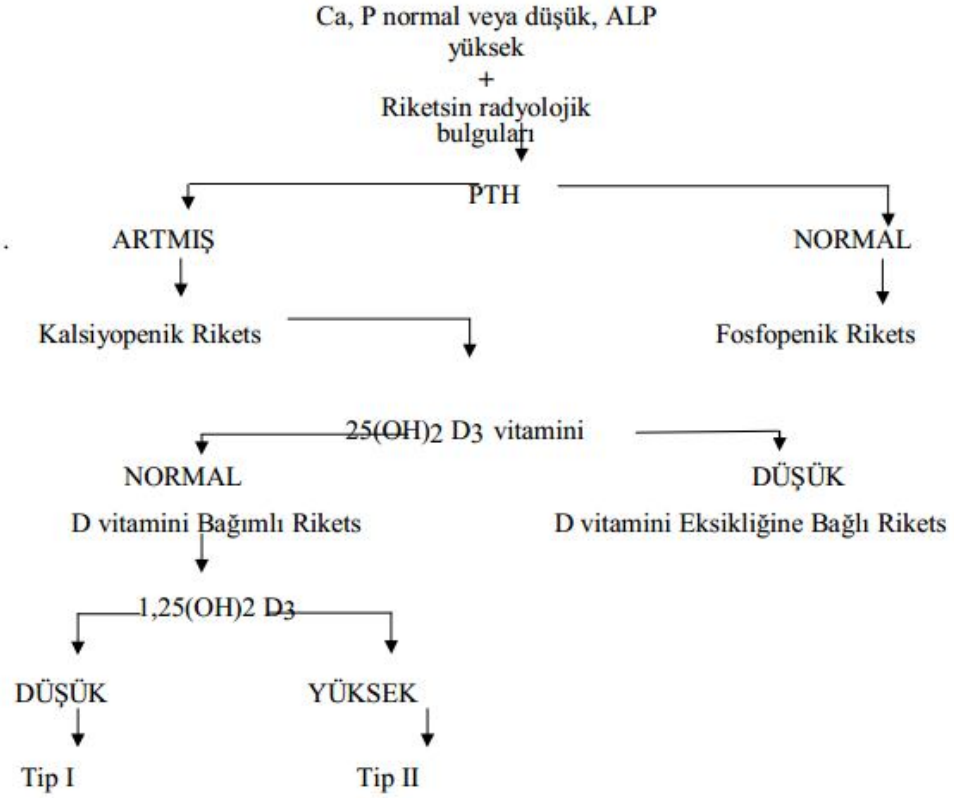 Ca, P normal veya düşük, ALP
yüksek
+
Riketsin radyolojik
bulguları
PTH
.
ARTMIŞ
NORMAL
Kalsiyopenik Rikets
Fosfopenik Rikets
25(OH)2 D3 vitamini
NORMAL
DÜŞÜK
D vitamini Bağımlı Rikets
D vitamini Eksikliğine Bağlı Rikets
1,25(OH)2 D3
DÜŞÜK
YÜKSEK
Tip I
Tip II